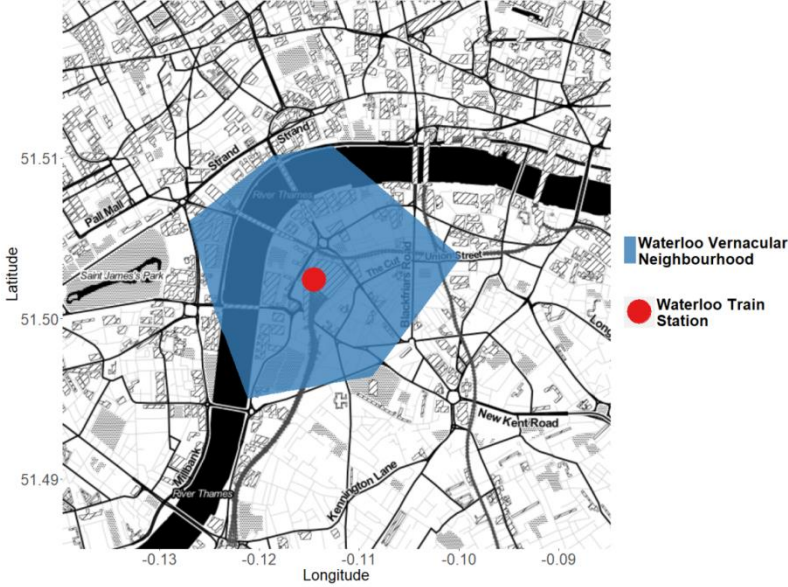 51.51
51.50
51.49
Latitude
-0.13
-0.12
-0.11
-0.10
-0.09
Longitude
Strand
Strand
Pall Mall
River Thames
Saint James's Park
The Cut
Union Street
Blackfriars Road
Long
New Kent Road
Kennington Lane
Millbank
River Thames
Waterloo Vernacular
Neighbourhood
Waterloo Train
Station